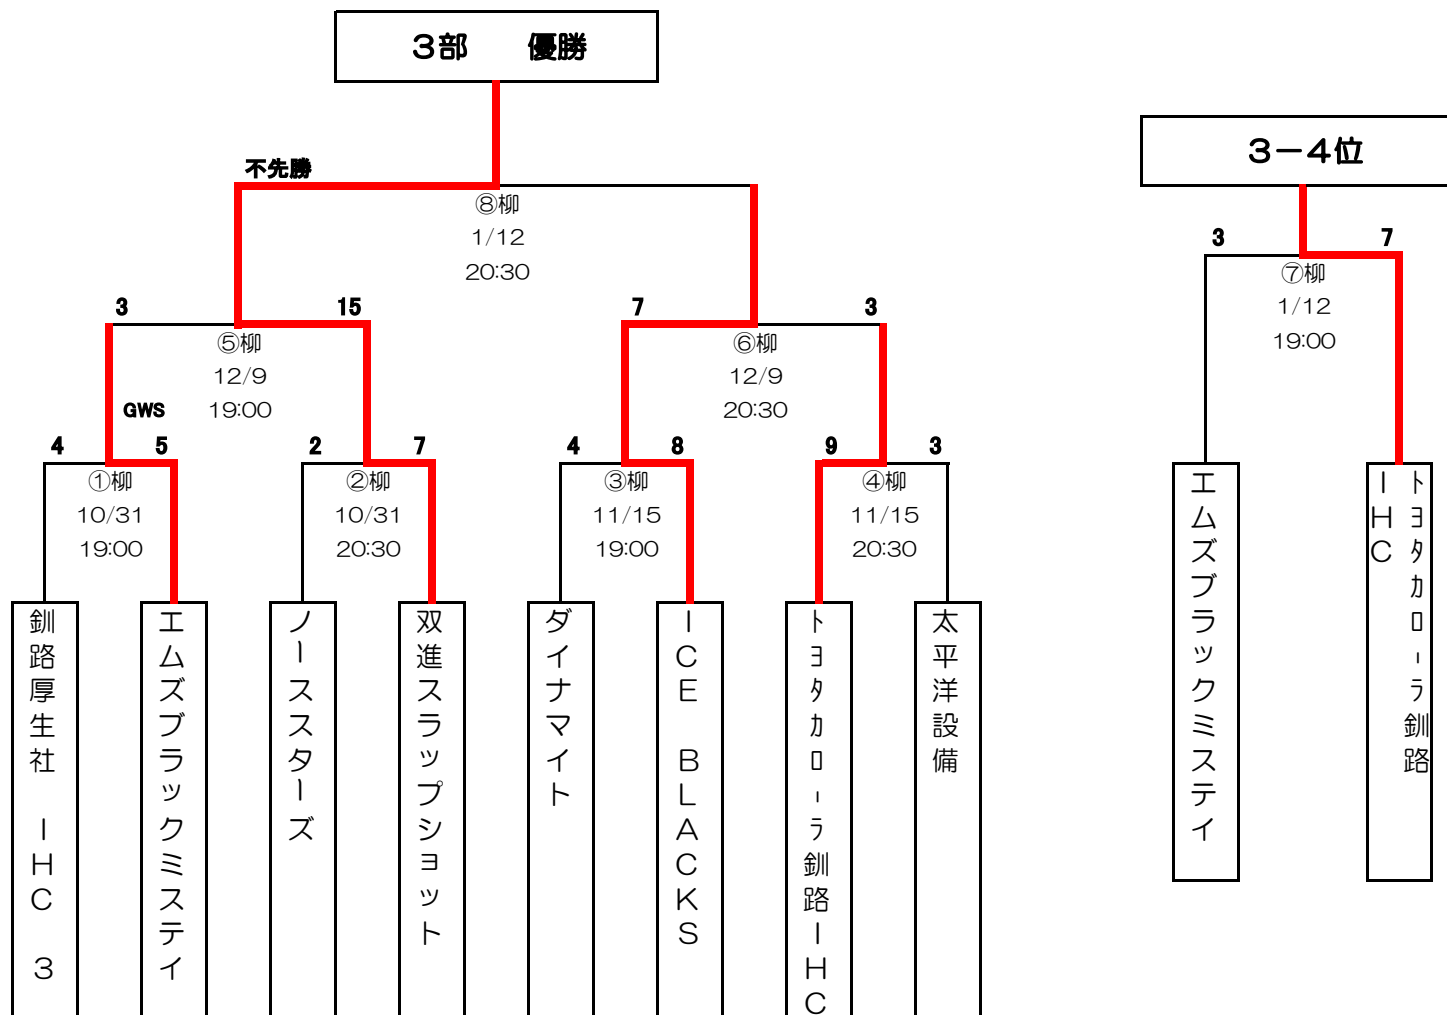 3部 優勝
3－4位
不先勝
⑧柳
1/12
20:30
3 7
⑦柳
1/12
19:00
3 15
⑤柳
12/9
19:00
7 3
⑥柳
12/9
20:30
GWS
4 5
①柳
10/31
19:00
2 7
②柳
10/31
20:30
4 8
③柳
11/15
19:00
9 3
④柳
11/15
20:30
釧路厚生社 IHC 3
エムズブラックミステイ
ノーススターズ
双進スラップショット
ダイナマイト
ICE BLACKS
ﾄﾖﾀｶﾛｰﾗ釧路IHC
太平洋設備
エムズブラックミステイ
ﾄﾖﾀｶﾛｰﾗ釧路
IHC